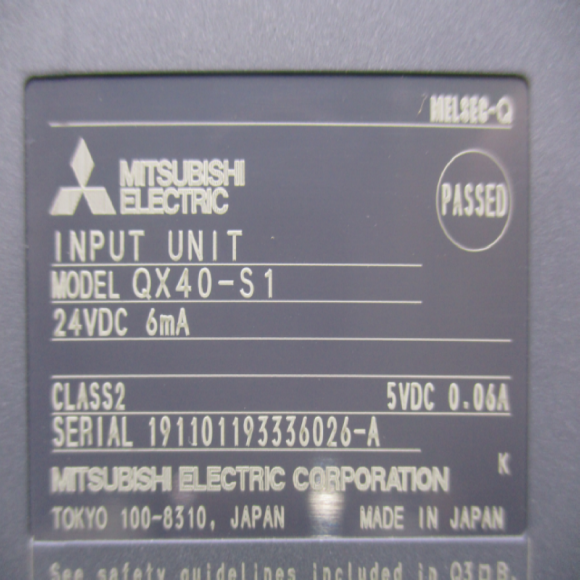 MELSEC-Q
MITSUBISHI
ELECTRIC
PASSED
INPUT UNIT
MODEL QX40-S1
24VDC 6mA
CLASS2 5VDC 0.06A
SERIAL 191101193336026-A
K
MITSUBISHI ELECTRIC CORPORATION
TOKYO 100-8310, JAPAN MADE IN JAPAN
See safety guidelines included in